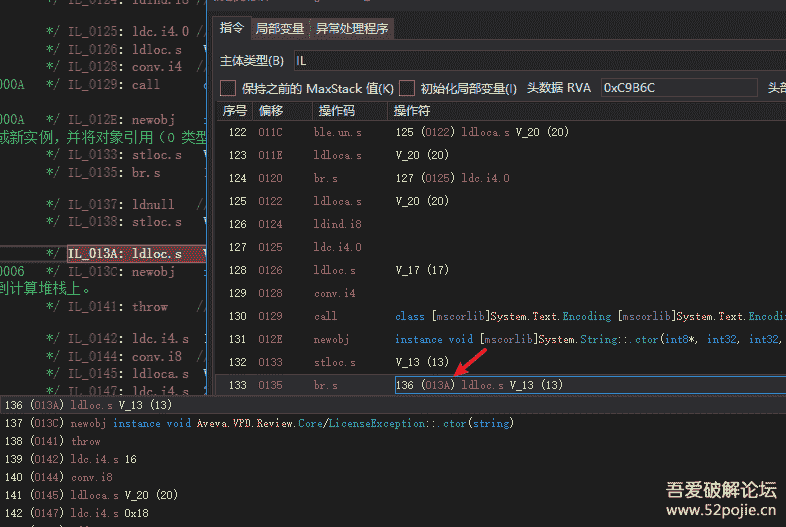 */ IL_0125: ldc.i4.0 //
*/ IL_0126: ldloc.s V
*/ IL_0128: conv.i4 //
000A */ IL_0129: call
000A */ IL_012E: newobj
或新实例,并将对象引用(O 类型
*/ IL_0133: stloc.s V
*/ IL_0135: br.s I
*/ IL_0137: ldnull //
*/ IL_0138: stloc.s V
*/ IL_013A: ldloc.s V
0006 */ IL_013C: newobj
到计算堆栈上。
*/ IL_0141: throw //
*/ IL_0142: ldc.i4.s 1
*/ IL_0144: conv.i8 //
*/ IL_0145: ldloca.s V
*/ IL_0147: ldc.i4.s 2
指令 局部变量 异常处理程序
主体类型(B) IL
保持之前的 MaxStack 值(K) 初始化局部变量(I) 头数据 RVA 0xC9B6C 头部
序号 偏移 操作码 操作符
122 011C ble.un.s 125 (0122) ldloca.s V_20 (20)
123 011E ldloca.s V_20 (20)
124 0120 br.s 127 (0125) ldc.i4.0
125 0122 ldloca.s V_20 (20)
126 0124 ldind.i8
127 0125 ldc.i4.0
128 0126 ldloc.s V_17 (17)
129 0128 conv.i4
130 0129 call class [mscorlib]System.Text.Encoding [mscorlib]System.Text.Encodi
131 012E newobj instance void [mscorlib]System.String::.ctor(int8*, int32, int32,
132 0133 stloc.s V_13 (13)
133 0135 br.s 136 (013A) ldloc.s V_13 (13)
136 (013A) ldloc.s V_13 (13)
137 (013C) newobj instance void Aveva.VPD.Review.Core/LicenseException::.ctor(string)
138 (0141) throw
139 (0142) ldc.i4.s 16
140 (0144) conv.i8
141 (0145) ldloca.s V_20 (20)
142 (0147) ldc.i4.s 0x18
吾爱破解论坛
www.52pojie.cn